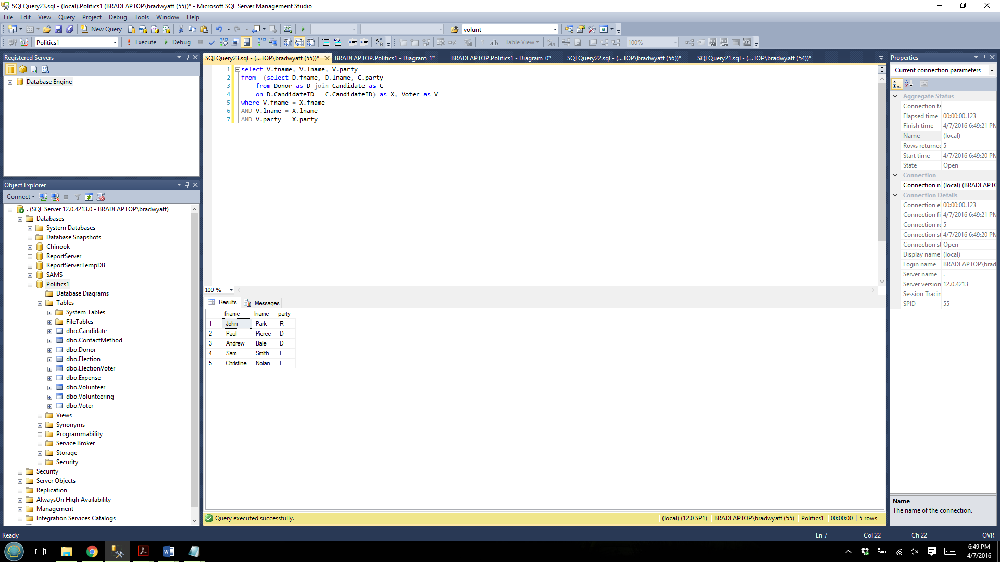 SQLQuery23.sql - (local).Politics1 (BRADLAPTOP\bradwyatt (55))* - Microsoft SQL Server Management Studio
File Edit View Query Project Debug Tools Window Help
New Query volunt
Politics1 Execute Debug Table View 100%
Registered Servers
Database Engine
Object Explorer
Connect
. (SQL Server 12.0.4213.0 - BRADLAPTOP\bradwyatt)
Databases
System Databases
Database Snapshots
Chinook
ReportServer
ReportServerTempDB
SAMS
Politics1
Database Diagrams
Tables
System Tables
FileTables
dbo.Candidate
dbo.ContactMethod
dbo.Donor
dbo.Election
dbo.ElectionVoter
dbo.Expense
dbo.Volunteer
dbo.Volunteering
dbo.Voter
Views
Synonyms
Programmability
Service Broker
Storage
Security
Security
Server Objects
Replication
AlwaysOn High Availability
Management
Integration Services Catalogs
SQLQuery23.sql - (...TOP\bradwyatt (55))* BRADLAPTOP.Politics1 - Diagram_1* BRADLAPTOP.Politics1 - Diagram_0* SQLQuery22.sql - (...TOP\bradwyatt (56))* SQLQuery21.sql - (...TOP\bradwyatt (54))*
1 select V.fname, V.lname, V.party
2 from (select D.fname, D.lname, C.party
3 from Donor as D join Candidate as C
4 on D.CandidateID = C.CandidateID) as X, Voter as V
5 where V.fname = X.fname
6 AND V.lname = X.lname
7 AND V.party = X.party
100 %
Results Messages
fname lname party
1 John Park R
2 Paul Pierce D
3 Andrew Bale D
4 Sam Smith I
5 Christine Nolan I
Query executed successfully. (local) (12.0 SP1) BRADLAPTOP\bradwyatt (55) Politics1 00:00:00 5 rows
Properties
Current connection parameters
Aggregate Status
Connection fa
Elapsed time 00:00:00.123
Finish time 4/7/2016 6:49:21 PM
Name (local)
Rows returned 5
Start time 4/7/2016 6:49:20 PM
State Open
Connection
Connection n (local) (BRADLAPTO
Connection Details
Connection e 00:00:00.123
Connection fi 4/7/2016 6:49:21 PM
Connection ro 5
Connection st 4/7/2016 6:49:20 PM
Connection st Open
Display name (local)
Login name BRADLAPTOP\brad
Server name .
Server version 12.0.4213
Session Tracin
SPID 55
Name
The name of the connection.
Ready Ln 7 Col 22 Ch 22 OVR
6:49 PM
4/7/2016